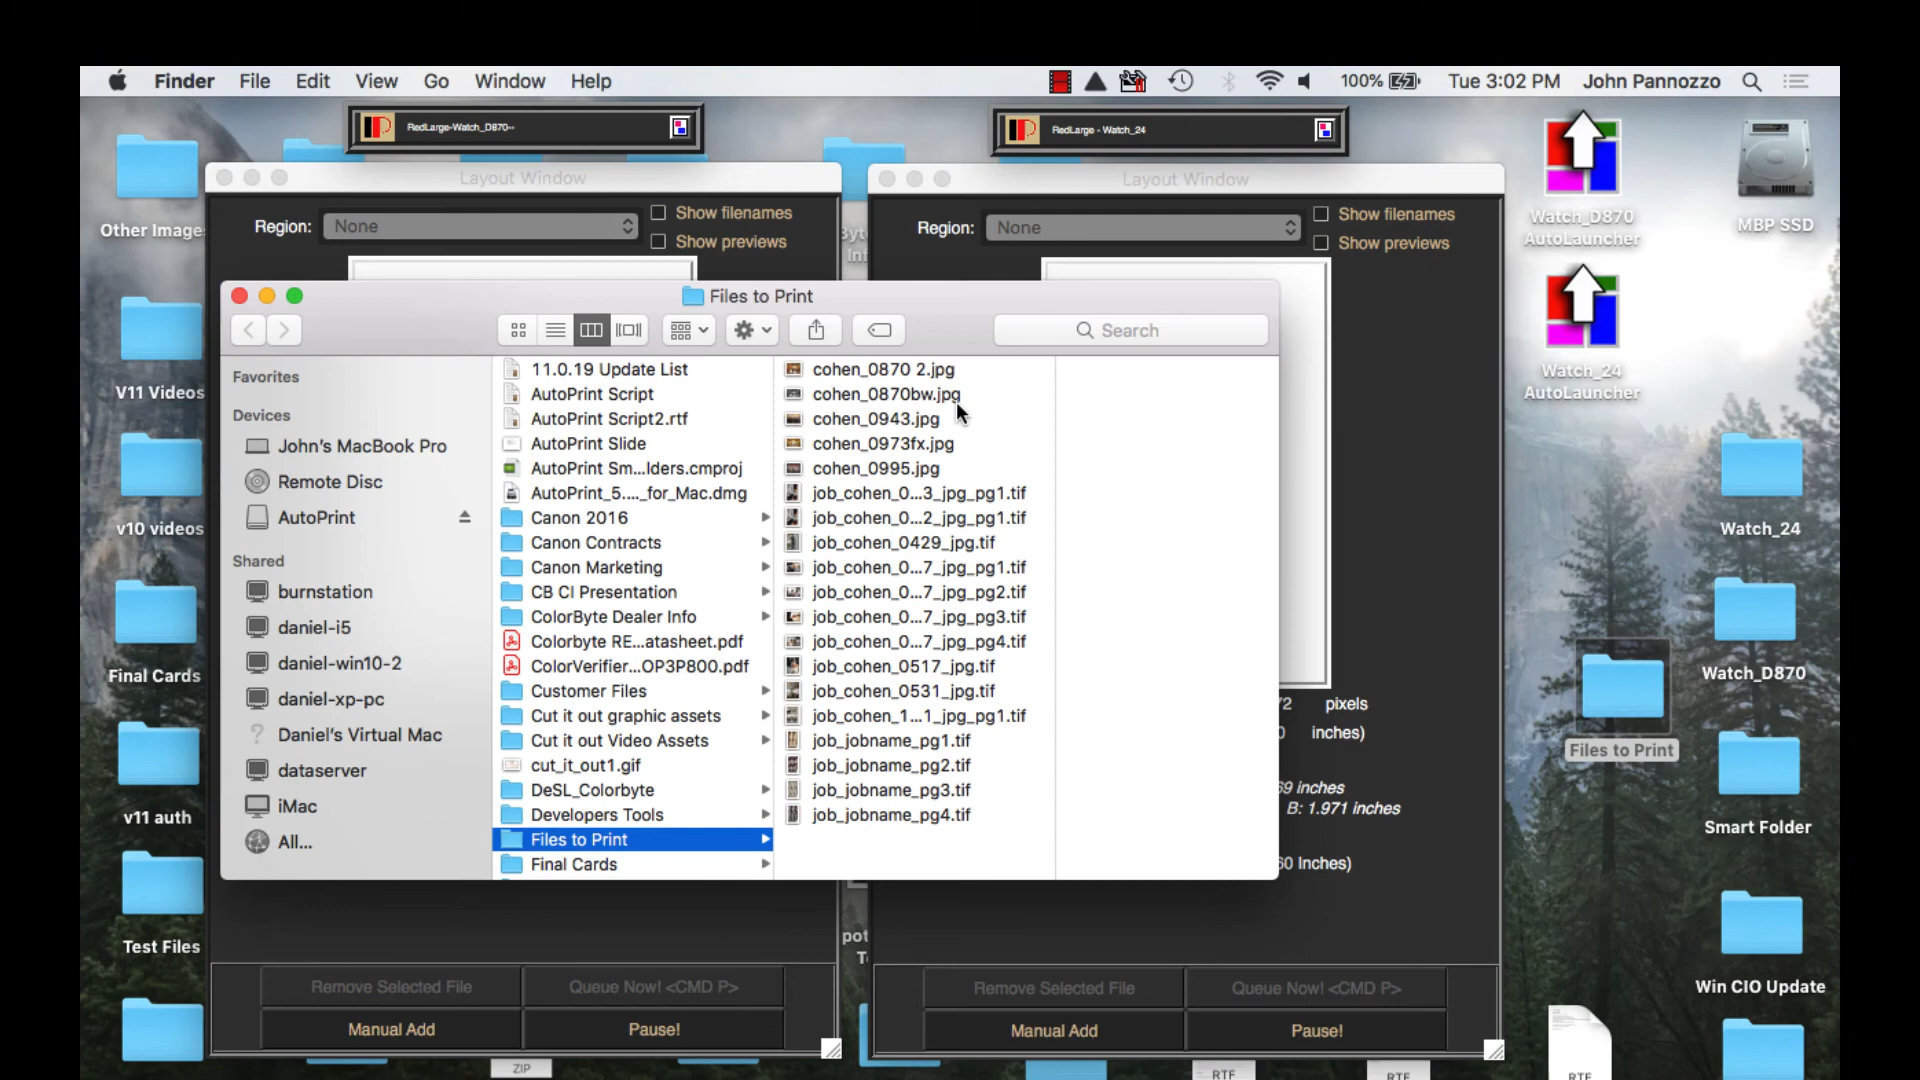 Finder File Edit View Go Window Help
100% Tue 3:02 PM John Pannozzo
RedLarge-Watch_D870--
RedLarge - Watch_24
Layout Window
Region: None
Show filenames
Show previews
Layout Window
Region: None
Show filenames
Show previews
Files to Print
Search
Favorites
Devices
John's MacBook Pro
Remote Disc
AutoPrint
Shared
burnstation
daniel-i5
daniel-win10-2
daniel-xp-pc
Daniel's Virtual Mac
dataserver
iMac
All...
11.0.19 Update List
AutoPrint Script
AutoPrint Script2.rtf
AutoPrint Slide
AutoPrint Sm...lders.cmproj
AutoPrint_5...._for_Mac.dmg
Canon 2016
Canon Contracts
Canon Marketing
CB CI Presentation
ColorByte Dealer Info
Colorbyte RE...atasheet.pdf
ColorVerifier...OP3P800.pdf
Customer Files
Cut it out graphic assets
Cut it out Video Assets
cut_it_out1.gif
DeSL_Colorbyte
Developers Tools
Files to Print
Final Cards
cohen_0870 2.jpg
cohen_0870bw.jpg
cohen_0943.jpg
cohen_0973fx.jpg
cohen_0995.jpg
job_cohen_0...3_jpg_pg1.tif
job_cohen_0...2_jpg_pg1.tif
job_cohen_0429_jpg.tif
job_cohen_0...7_jpg_pg1.tif
job_cohen_0...7_jpg_pg2.tif
job_cohen_0...7_jpg_pg3.tif
job_cohen_0...7_jpg_pg4.tif
job_cohen_0517_jpg.tif
job_cohen_0531_jpg.tif
job_cohen_1...1_jpg_pg1.tif
job_jobname_pg1.tif
job_jobname_pg2.tif
job_jobname_pg3.tif
job_jobname_pg4.tif
pixels
inches)
69 inches
B: 1.971 inches
60 Inches)
Remove Selected File
Queue Now! <CMD P>
Manual Add
Pause!
Remove Selected File
Queue Now! <CMD P>
Manual Add
Pause!
Other Image
V11 Videos
v10 videos
Final Cards
v11 auth
Test Files
Watch_D870
AutoLauncher
Watch_24
AutoLauncher
MBP SSD
Watch_24
Watch_D870
Files to Print
Smart Folder
Win CIO Update
ZIP
RTF
RTF
RTF